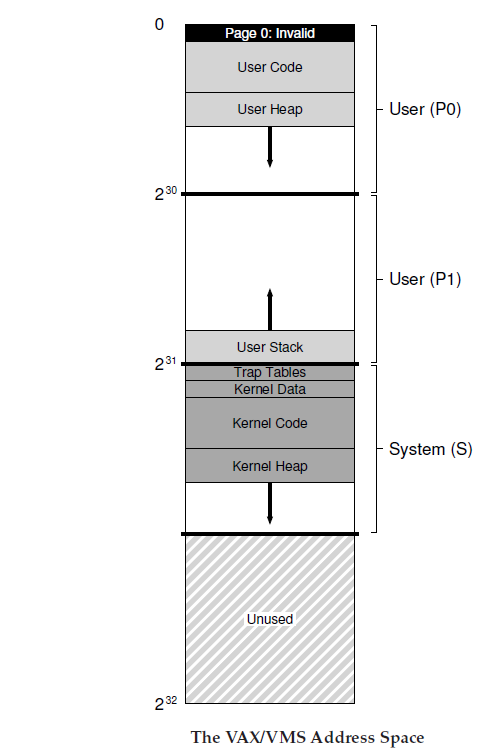 0
Page 0: Invalid
User Code
User Heap
User (P0)
2^30
User (P1)
User Stack
2^31
Trap Tables
Kernel Data
Kernel Code
Kernel Heap
System (S)
Unused
2^32
The VAX/VMS Address Space